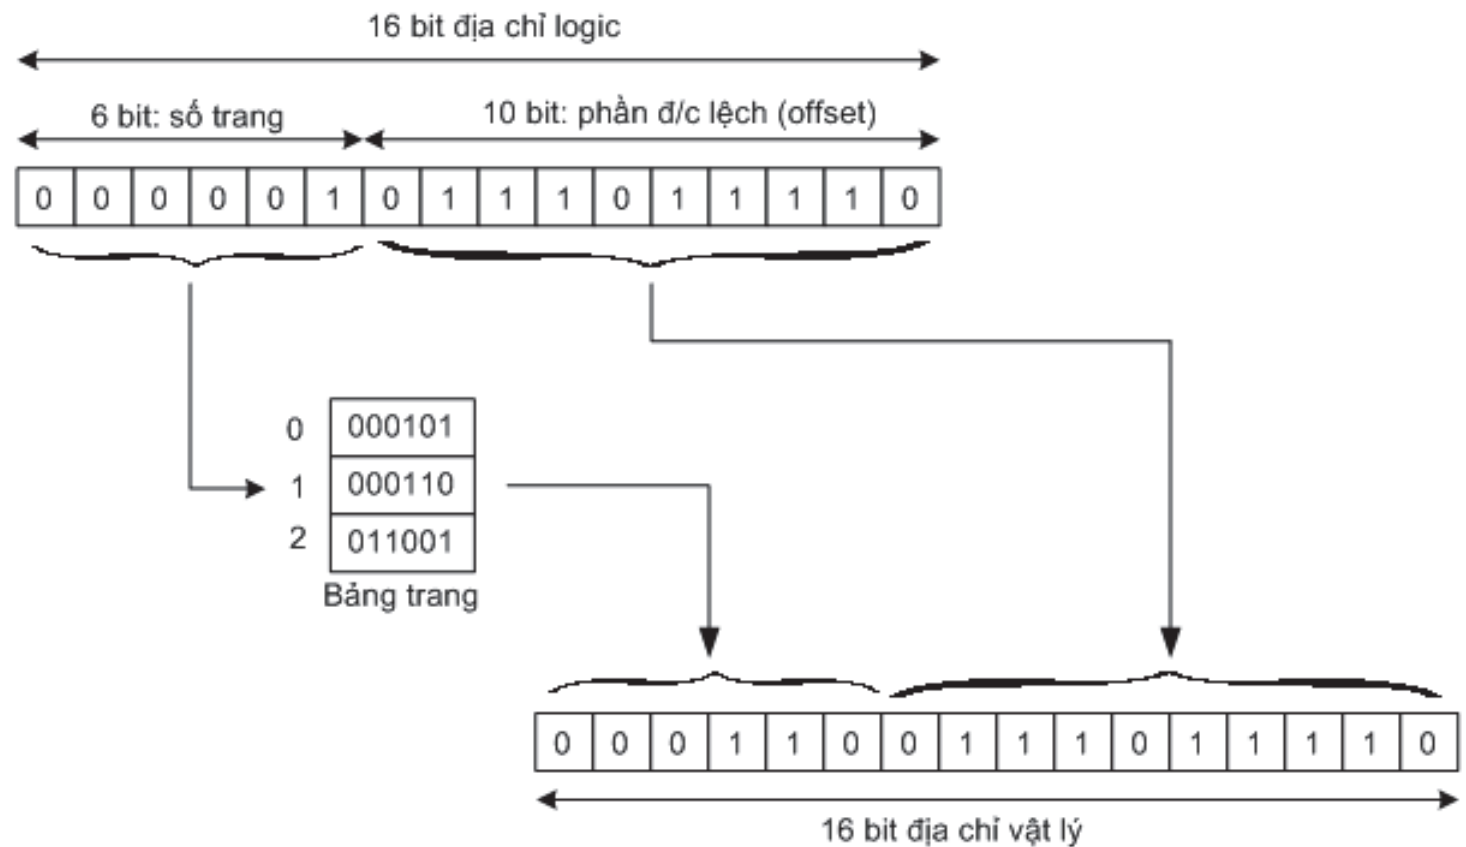 16 bit địa chỉ logic
6 bit: số trang 10 bit: phần đ/c lệch (offset)
0 0 0 0 0 1 0 1 1 1 0 1 1 1 1 0
0 000101
1 000110
2 011001
Bảng trang
0 0 0 1 1 0 0 1 1 1 0 1 1 1 1 0
16 bit địa chỉ vật lý